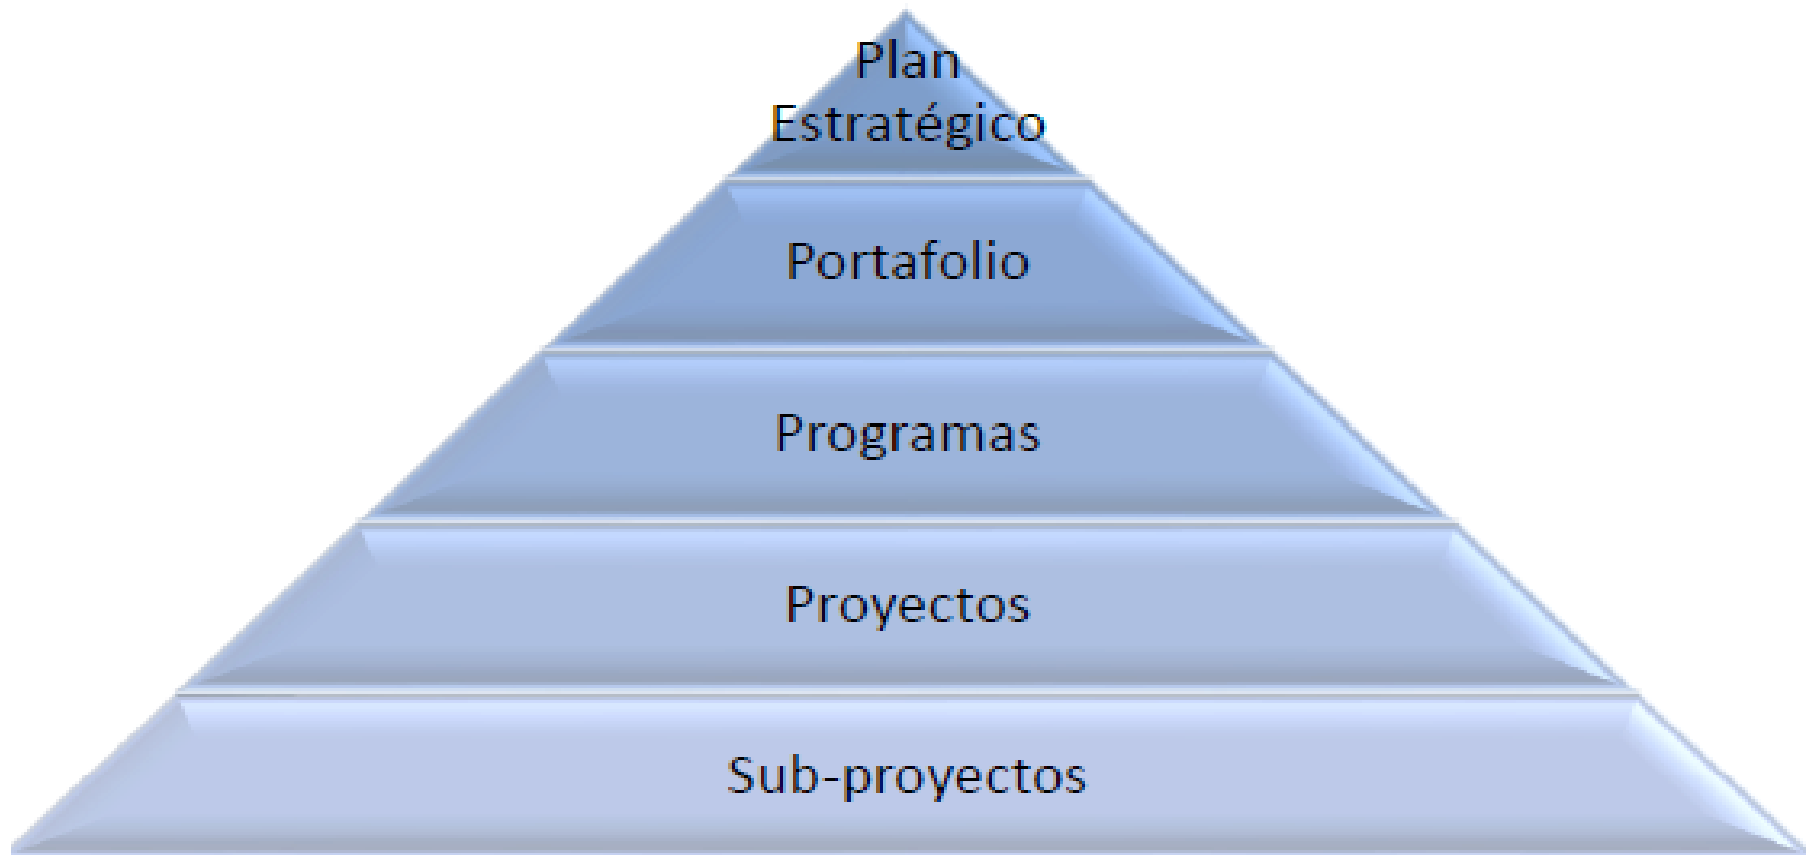 Plan
Estratégico
Portafolio
Programas
Proyectos
Sub-proyectos